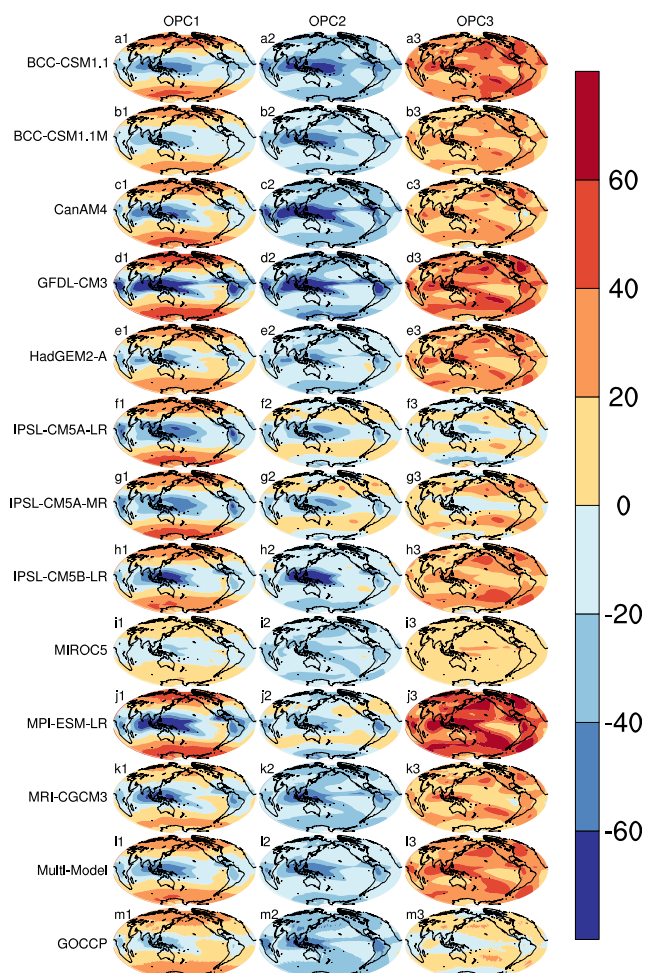 OPC1 OPC2 OPC3
a1 a2 a3
BCC-CSM1.1
b1 b2 b3
BCC-CSM1.1M
c1 c2 c3
CanAM4
d1 d2 d3
GFDL-CM3
e1 e2 e3
HadGEM2-A
f1 f2 f3
IPSL-CM5A-LR
g1 g2 g3
IPSL-CM5A-MR
h1 h2 h3
IPSL-CM5B-LR
i1 i2 i3
MIROC5
j1 j2 j3
MPI-ESM-LR
k1 k2 k3
MRI-CGCM3
l1 l2 l3
Multi-Model
m1 m2 m3
GOCCP
60
40
20
0
-20
-40
-60